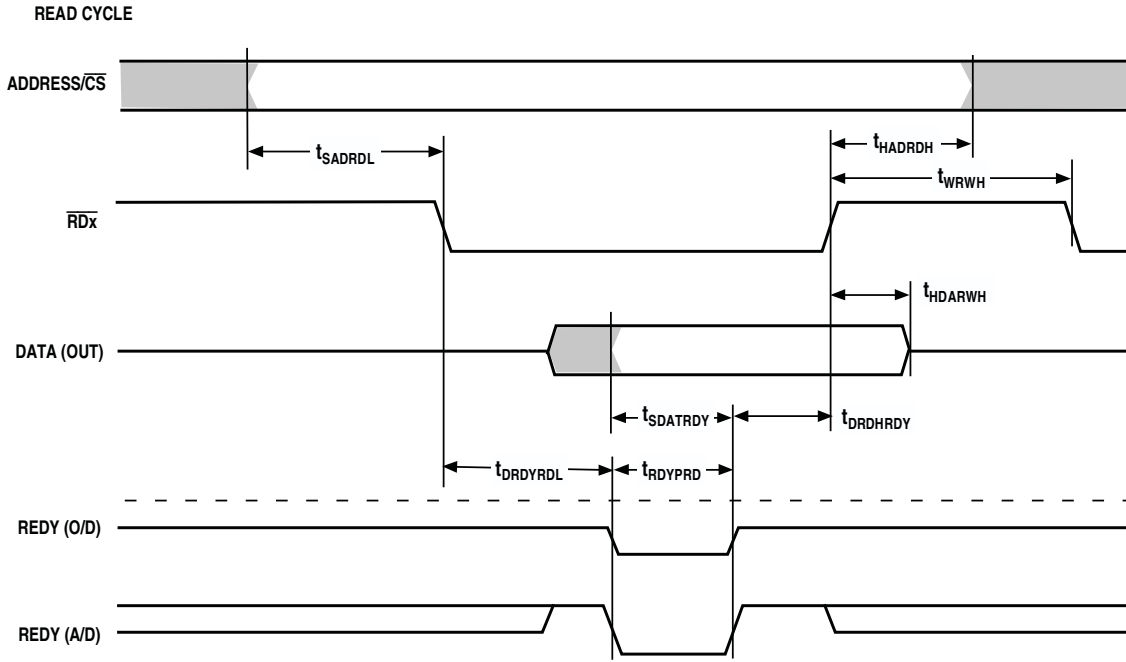 READ CYCLE
ADDRESS/CS
tSADRDL
tHADRDH
tWRWH
RDx
tHDARWH
DATA (OUT)
tSDATRDY
tDRDHRDY
tDRDYRDL
tRDYPRD
REDY (O/D)
REDY (A/D)